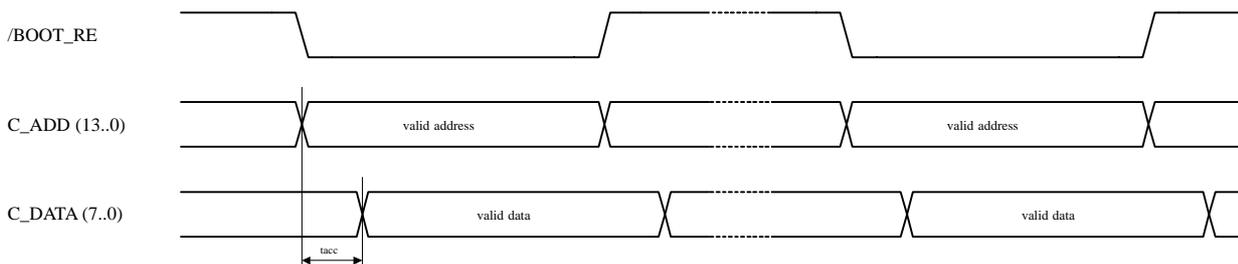 /BOOT_RE
C_ADD (13..0)
valid address
valid address
C_DATA (7..0)
valid data
valid data
tacc